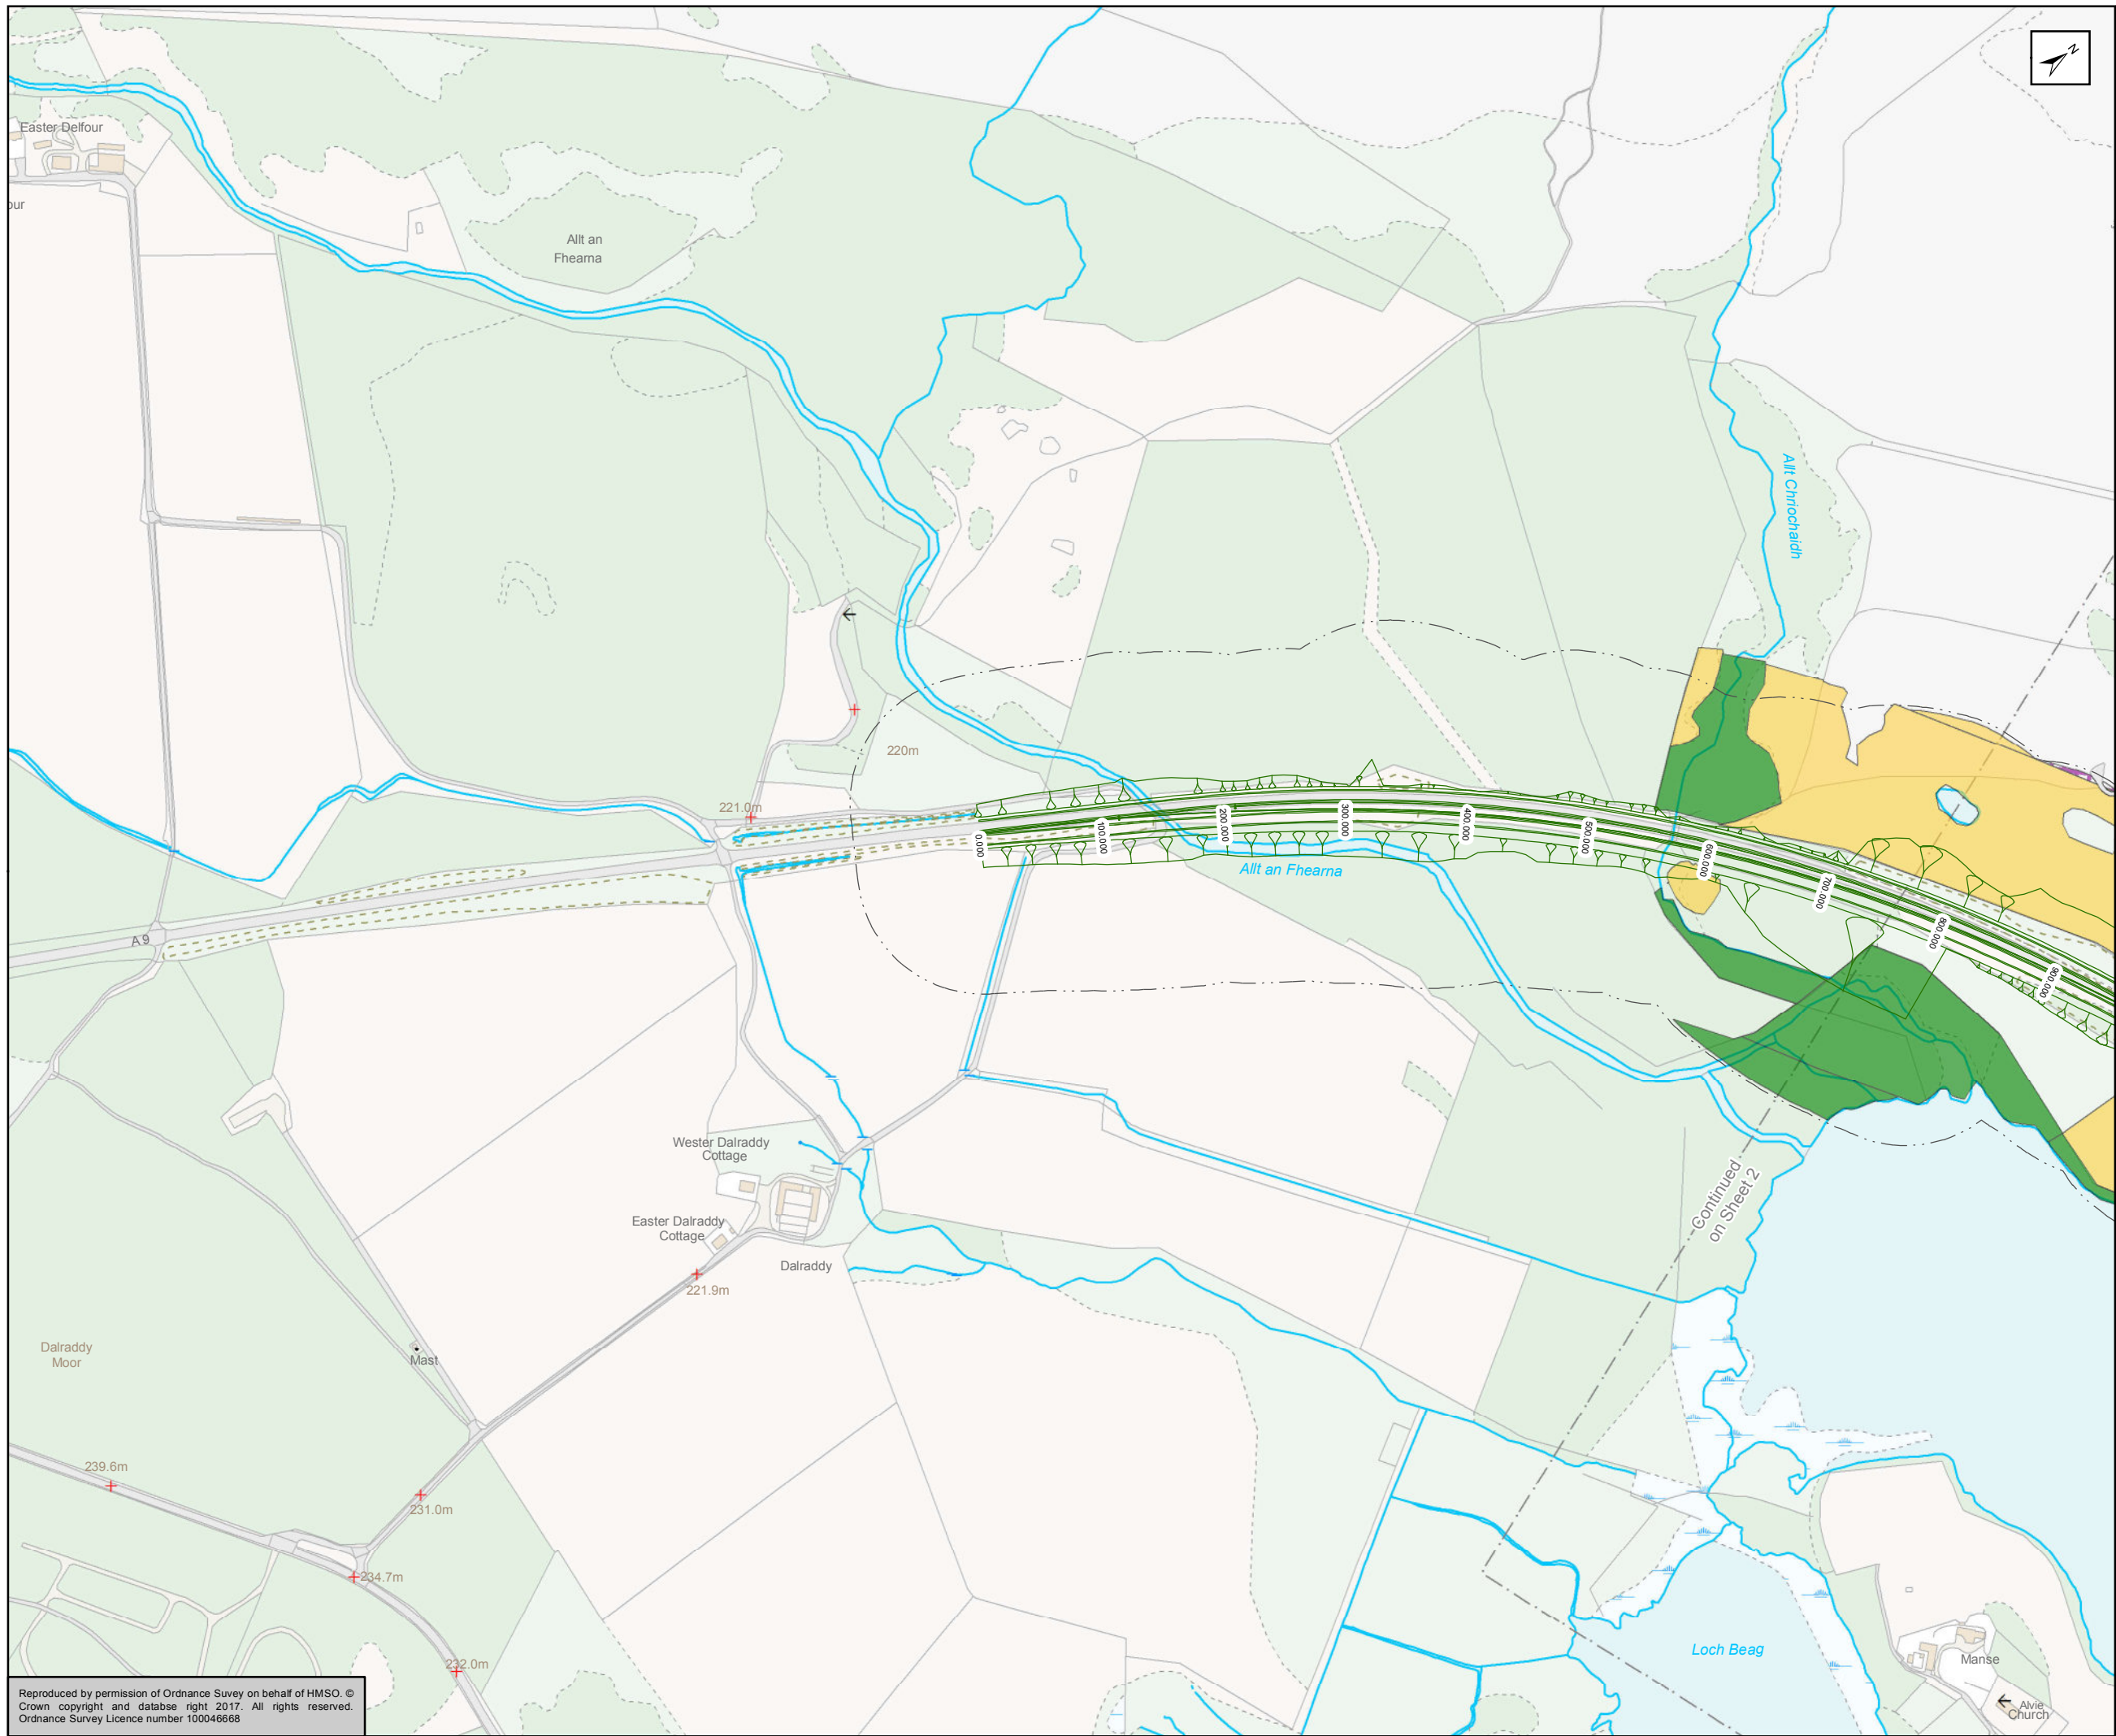 N
Easter Delfour
our
Allt an
Fhearna
Allt Chriochaidh
220m
221.0m
0.000
100.000
200.000
300.000
400.000
500.000
600.000
700.000
800.000
900.000
Allt an Fhearna
A 9
Wester Dalraddy
Cottage
Easter Dalraddy
Cottage
Dalraddy
221.9m
Continued
on Sheet 2
Dalraddy
Moor
Mast
239.6m
231.0m
234.7m
232.0m
Loch Beag
Manse
Alvie
Church
Reproduced by permission of Ordnance Suvey on behalf of HMSO. ©
Crown copyright and databse right 2017. All rights reserved.
Ordnance Survey Licence number 100046668